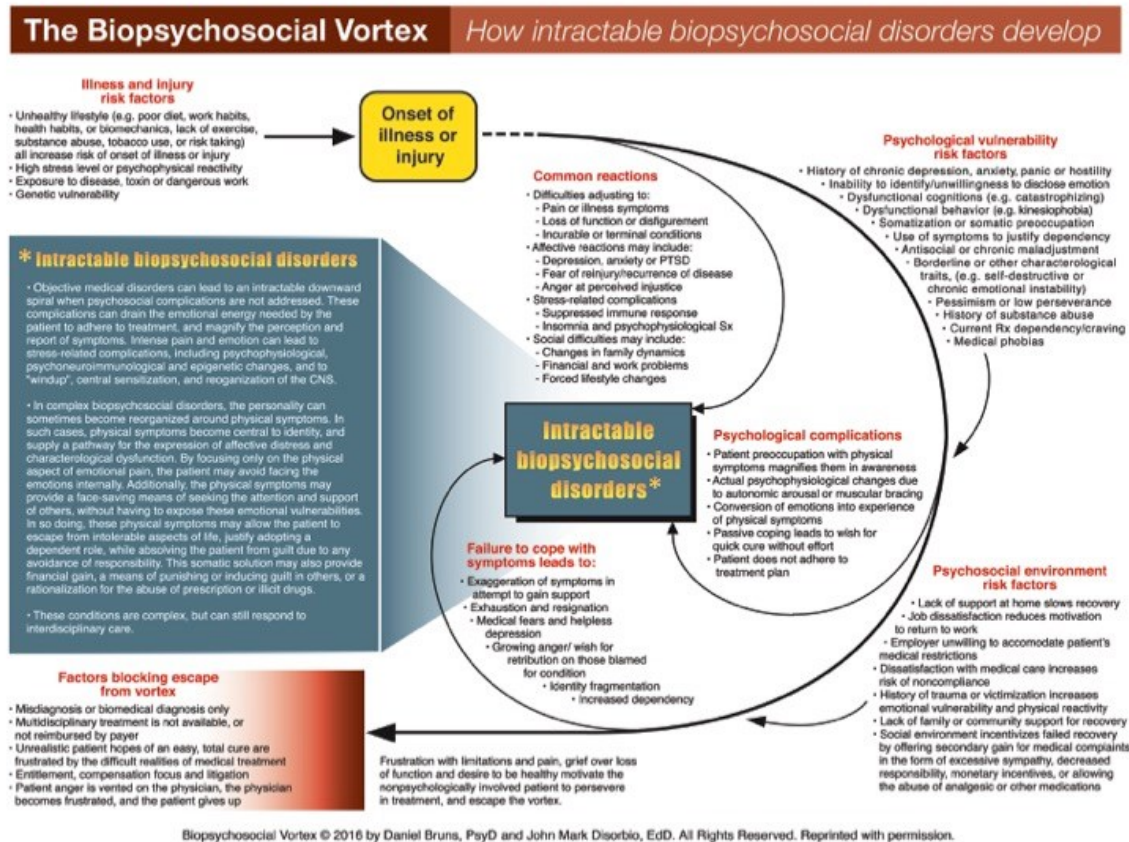 The Biopsychosocial Vortex
How intractable biopsychosocial disorders develop
Illness and injury
risk factors
• Unhealthy lifestyle (e.g. poor diet, work habits,
health habits, or biomechanics, lack of exercise,
substance abuse, tobacco use, or risk taking)
all increase risk of onset of illness or injury
• High stress level or psychophysical reactivity
• Exposure to disease, toxin or dangerous work
• Genetic vulnerability
Onset of
illness or
injury
Common reactions
• Difficulties adjusting to:
- Pain or illness symptoms
- Loss of function or disfigurement
- Incurable or terminal conditions
• Affective reactions may include:
- Depression, anxiety or PTSD
- Fear of reinjury/recurrence of disease
- Anger at perceived injustice
• Stress-related complications
- Suppressed immune response
- Insomnia and psychophysiological Sx
• Social difficulties may include:
- Changes in family dynamics
- Financial and work problems
- Forced lifestyle changes
Psychological vulnerability
risk factors
• History of chronic depression, anxiety, panic or hostility
• Inability to identify/unwillingness to disclose emotion
• Dysfunctional cognitions (e.g. catastrophizing)
• Dysfunctional behavior (e.g. kinesiophobia)
• Somatization or somatic preoccupation
• Use of symptoms to justify dependency
• Antisocial or chronic maladjustment
• Borderline or other characterological
traits, (e.g. self-destructive or
chronic emotional instability)
• Pessimism or low perseverance
• History of substance abuse
• Current Rx dependency/craving
• Medical phobias
* Intractable biopsychosocial disorders
• Objective medical disorders can lead to an intractable downward
spiral when psychosocial complications are not addressed. These
complications can drain the emotional energy needed by the
patient to adhere to treatment, and magnify the perception and
report of symptoms. Intense pain and emotion can lead to
stress-related complications, including psychophysiological,
psychoneuroimmunological and epigenetic changes, and to
"windup", central sensitization, and reoganization of the CNS.
• In complex biopsychosocial disorders, the personality can
sometimes become reorganized around physical symptoms. In
such cases, physical symptoms become central to identity, and
supply a pathway for the expression of affective distress and
characterological dysfunction. By focusing only on the physical
aspect of emotional pain, the patient may avoid facing the
emotions internally. Additionally, the physical symptoms may
provide a face-saving means of seeking the attention and support
of others, without having to expose these emotional vulnerabilities.
In so doing, these physical symptoms may allow the patient to
escape from intolerable aspects of life, justify adopting a
dependent role, while absolving the patient from guilt due to any
avoidance of responsibility. This somatic solution may also provide
financial gain, a means of punishing or inducing guilt in others, or a
rationalization for the abuse of prescription or illicit drugs.
• These conditions are complex, but can still respond to
interdisciplinary care.
Intractable
biopsychosocial
disorders*
Psychological complications
• Patient preoccupation with physical
symptoms magnifies them in awareness
• Actual psychophysiological changes due
to autonomic arousal or muscular bracing
• Conversion of emotions into experience
of physical symptoms
• Passive coping leads to wish for
quick cure without effort
• Patient does not adhere to
treatment plan
Failure to cope with
symptoms leads to:
• Exaggeration of symptoms in
attempt to gain support
• Exhaustion and resignation
• Medical fears and helpless
depression
• Growing anger/ wish for
retribution on those blamed
for condition
• Identity fragmentation
• Increased dependency
Psychosocial environment
risk factors
• Lack of support at home slows recovery
• Job dissatisfaction reduces motivation
to return to work
• Employer unwilling to accomodate patient's
medical restrictions
• Dissatisfaction with medical care increases
risk of noncompliance
• History of trauma or victimization increases
emotional vulnerability and physical reactivity
• Lack of family or community support for recovery
• Social environment incentivizes failed recovery
by offering secondary gain for medical complaints
in the form of excessive sympathy, decreased
responsibility, monetary incentives, or allowing
the abuse of analgesic or other medications
Factors blocking escape
from vortex
• Misdiagnosis or biomedical diagnosis only
• Multidisciplinary treatment is not available, or
not reimbursed by payer
• Unrealistic patient hopes of an easy, total cure are
frustrated by the difficult realities of medical treatment
• Entitlement, compensation focus and litigation
• Patient anger is vented on the physician, the physician
becomes frustrated, and the patient gives up
Frustration with limitations and pain, grief over loss
of function and desire to be healthy motivate the
nonpsychologically involved patient to persevere
in treatment, and escape the vortex.
Biopsychosocial Vortex © 2016 by Daniel Bruns, PsyD and John Mark Disorbio, EdD. All Rights Reserved. Reprinted with permission.